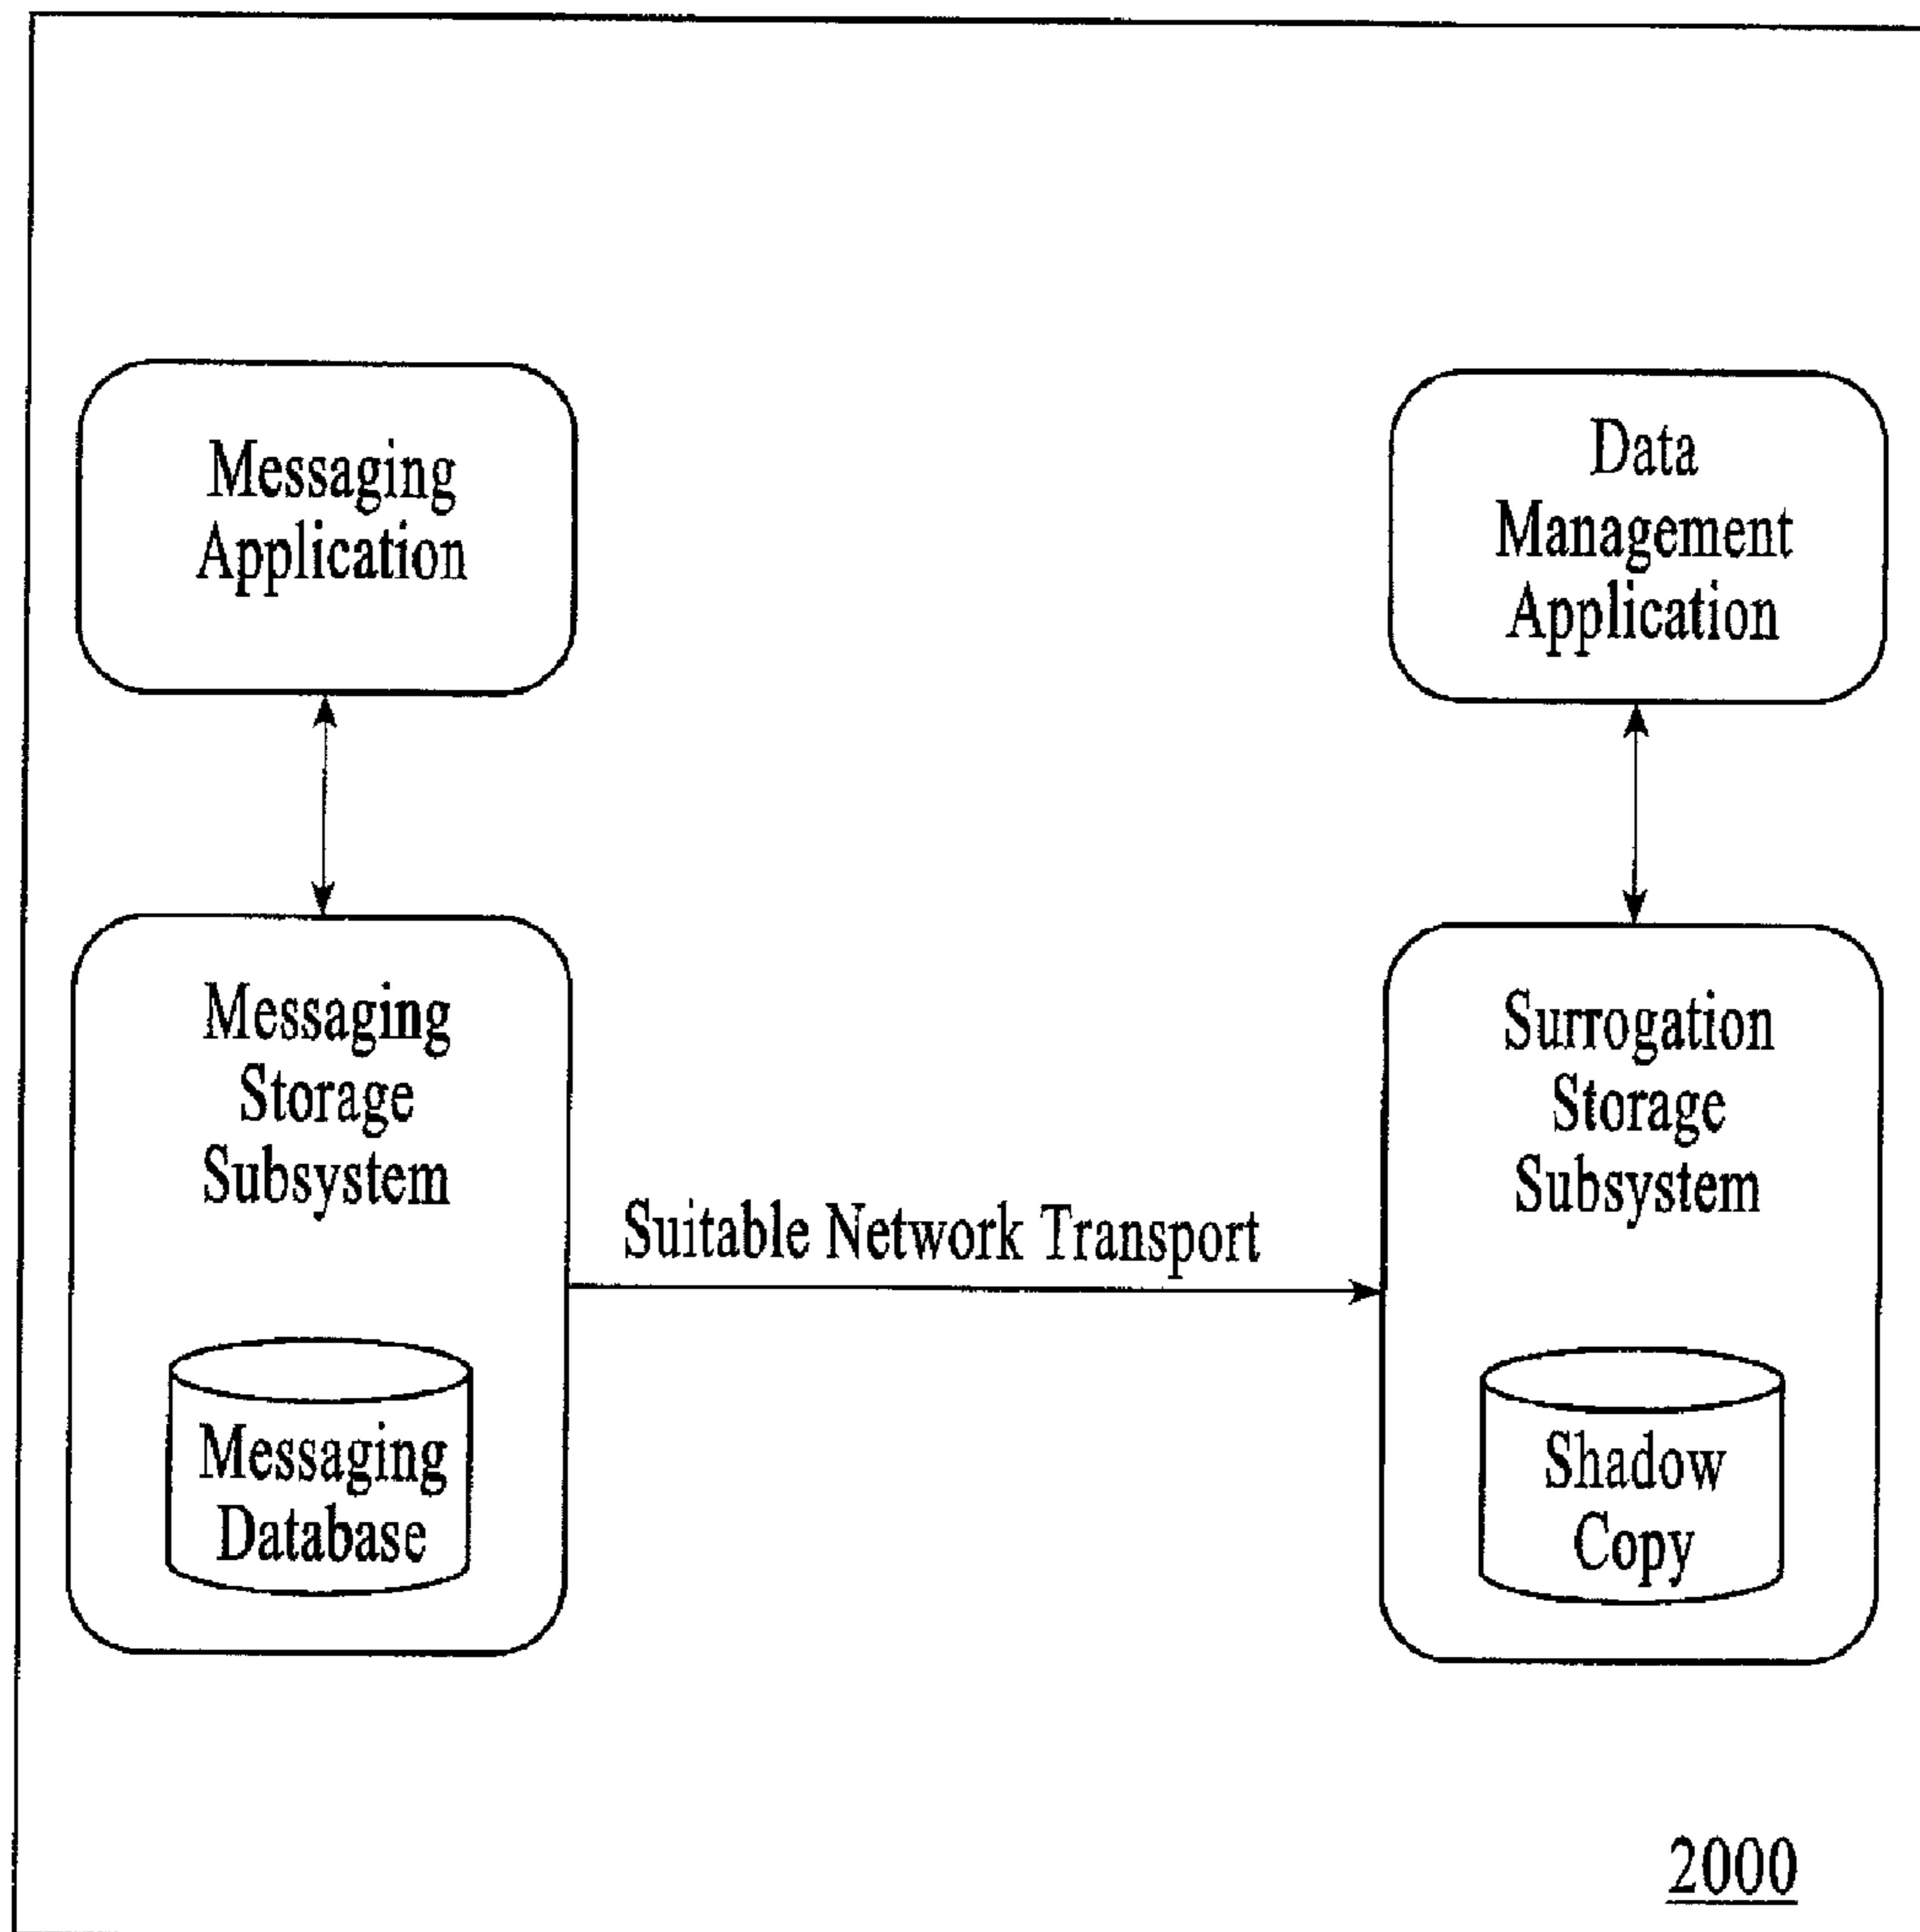 Messaging
Application
Data
Management
Application
Messaging
Storage
Subsystem
Suitable Network Transport
Surrogation
Storage
Subsystem
Messaging
Database
Shadow
Copy
2000